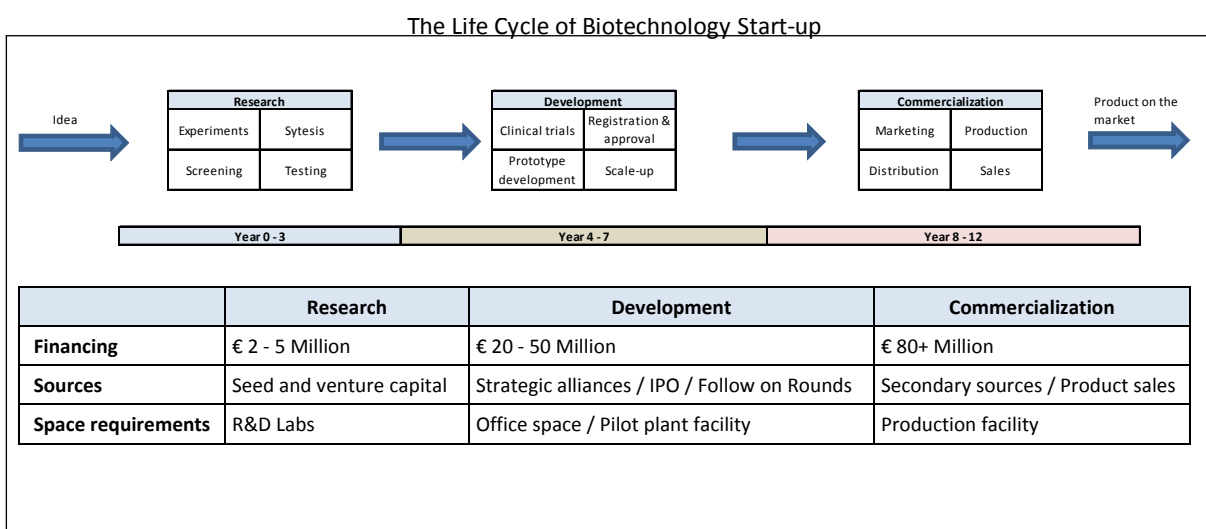 The Life Cycle of Biotechnology Start-up
Idea
Research
Experiments
Sytesis
Screening
Testing
Development
Clinical trials
Registration &
approval
Prototype
development
Scale-up
Commercialization
Marketing
Production
Distribution
Sales
Product on the
market
Year 0 - 3
Year 4 - 7
Year 8 - 12
Research Development Commercialization
Financing € 2 - 5 Million € 20 - 50 Million € 80+ Million
Sources Seed and venture capital Strategic alliances / IPO / Follow on Rounds Secondary sources / Product sales
Space requirements R&D Labs Office space / Pilot plant facility Production facility